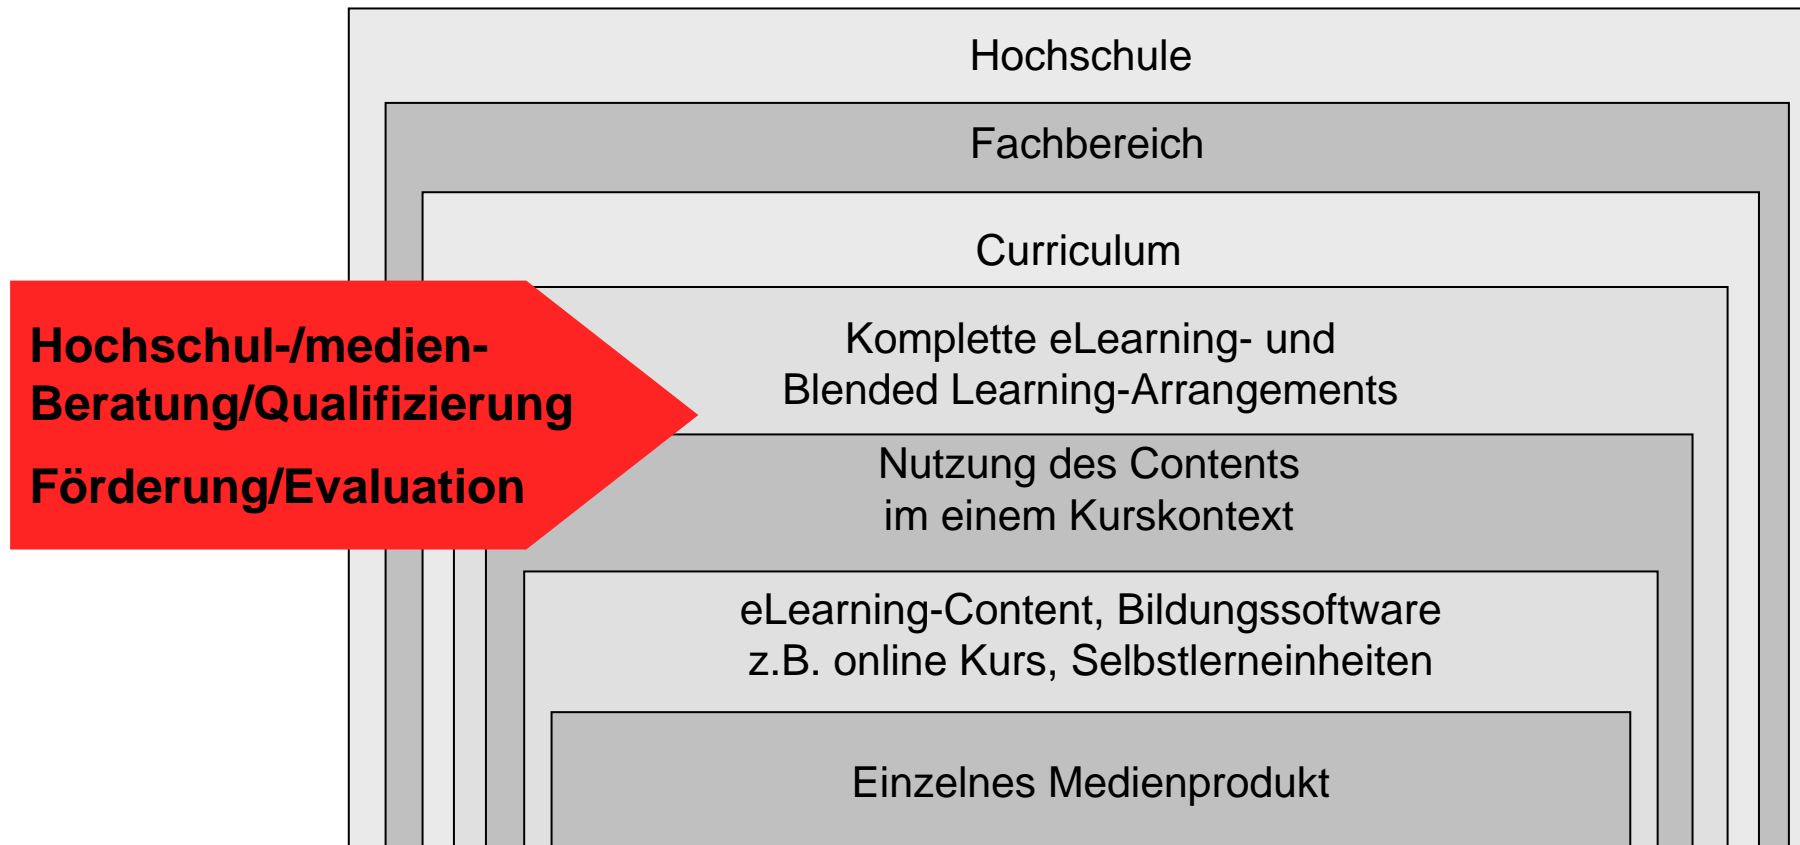 Hochschule
Fachbereich
Curriculum
Hochschul-/medien-
Beratung/Qualifizierung
Förderung/Evaluation
Komplette eLearning- und
Blended Learning-Arrangements
Nutzung des Contents
im einem Kurskontext
eLearning-Content, Bildungssoftware
z.B. online Kurs, Selbstlerneinheiten
Einzelnes Medienprodukt